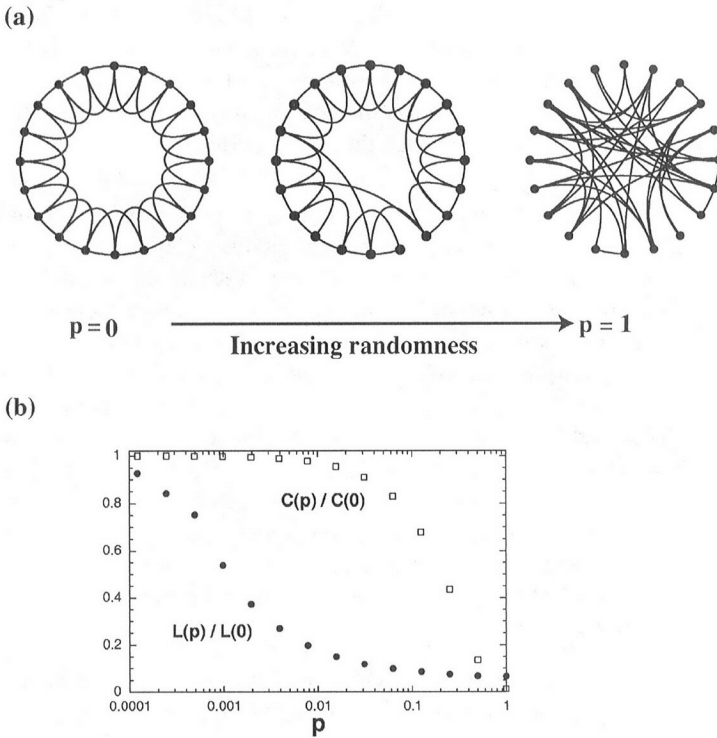 (a)
p = 0
p = 1
Increasing randomness
(b)
1
0.8
0.6
0.4
0.2
0
C(p) / C(0)
L(p) / L(0)
0.0001
0.001
0.01
0.1
1
p